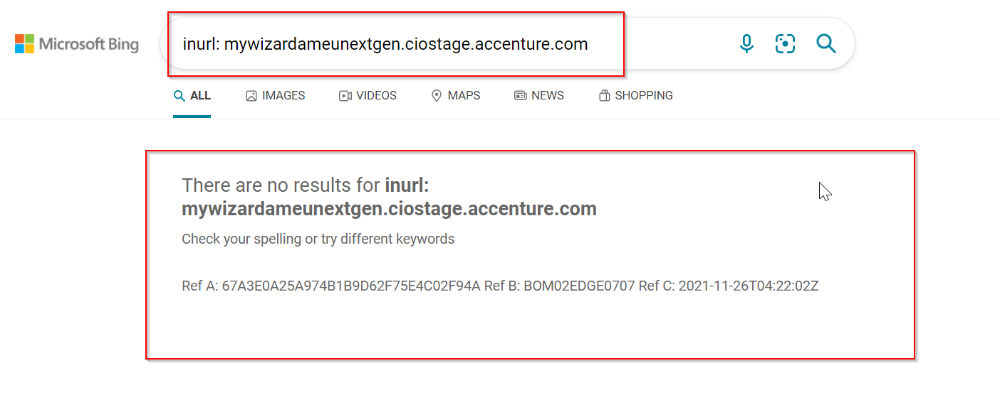 Microsoft Bing
inurl: mywizardameunextgen.ciostage.accenture.com
ALL IMAGES VIDEOS MAPS NEWS SHOPPING
There are no results for inurl:
mywizardameunextgen.ciostage.accenture.com
Check your spelling or try different keywords
Ref A: 67A3E0A25A974B1B9D62F75E4C02F94A Ref B: BOM02EDGE0707 Ref C: 2021-11-26T04:22:02Z